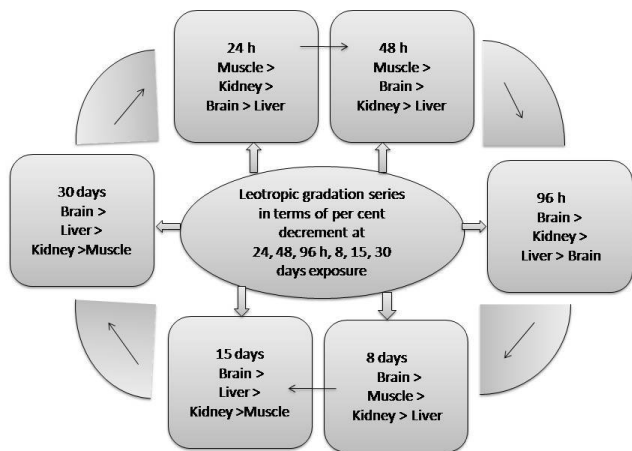 24 h
Muscle >
Kidney >
Brain > Liver
48 h
Muscle >
Brain >
Kidney > Liver
30 days
Brain >
Liver >
Kidney >Muscle
Leotropic gradation series
in terms of per cent
decrement at
24, 48, 96 h, 8, 15, 30
days exposure
96 h
Brain >
Kidney >
Liver > Brain
15 days
Brain >
Liver >
Kidney >Muscle
8 days
Brain >
Muscle >
Kidney > Liver